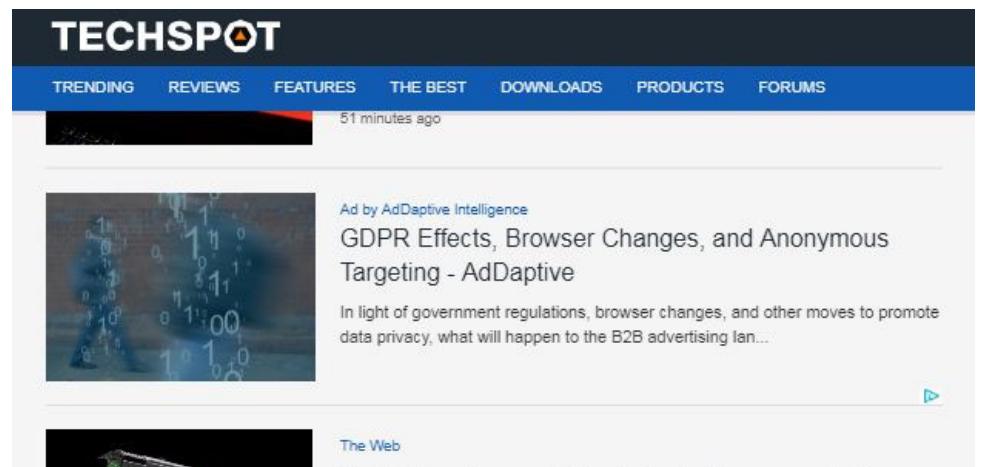 TECHSPOT
TRENDING REVIEWS FEATURES THE BEST DOWNLOADS PRODUCTS FORUMS
51 minutes ago
Ad by AdDaptive Intelligence
GDPR Effects, Browser Changes, and Anonymous
Targeting - AdDaptive
In light of government regulations, browser changes, and other moves to promote
data privacy, what will happen to the B2B advertising lan...
The Web